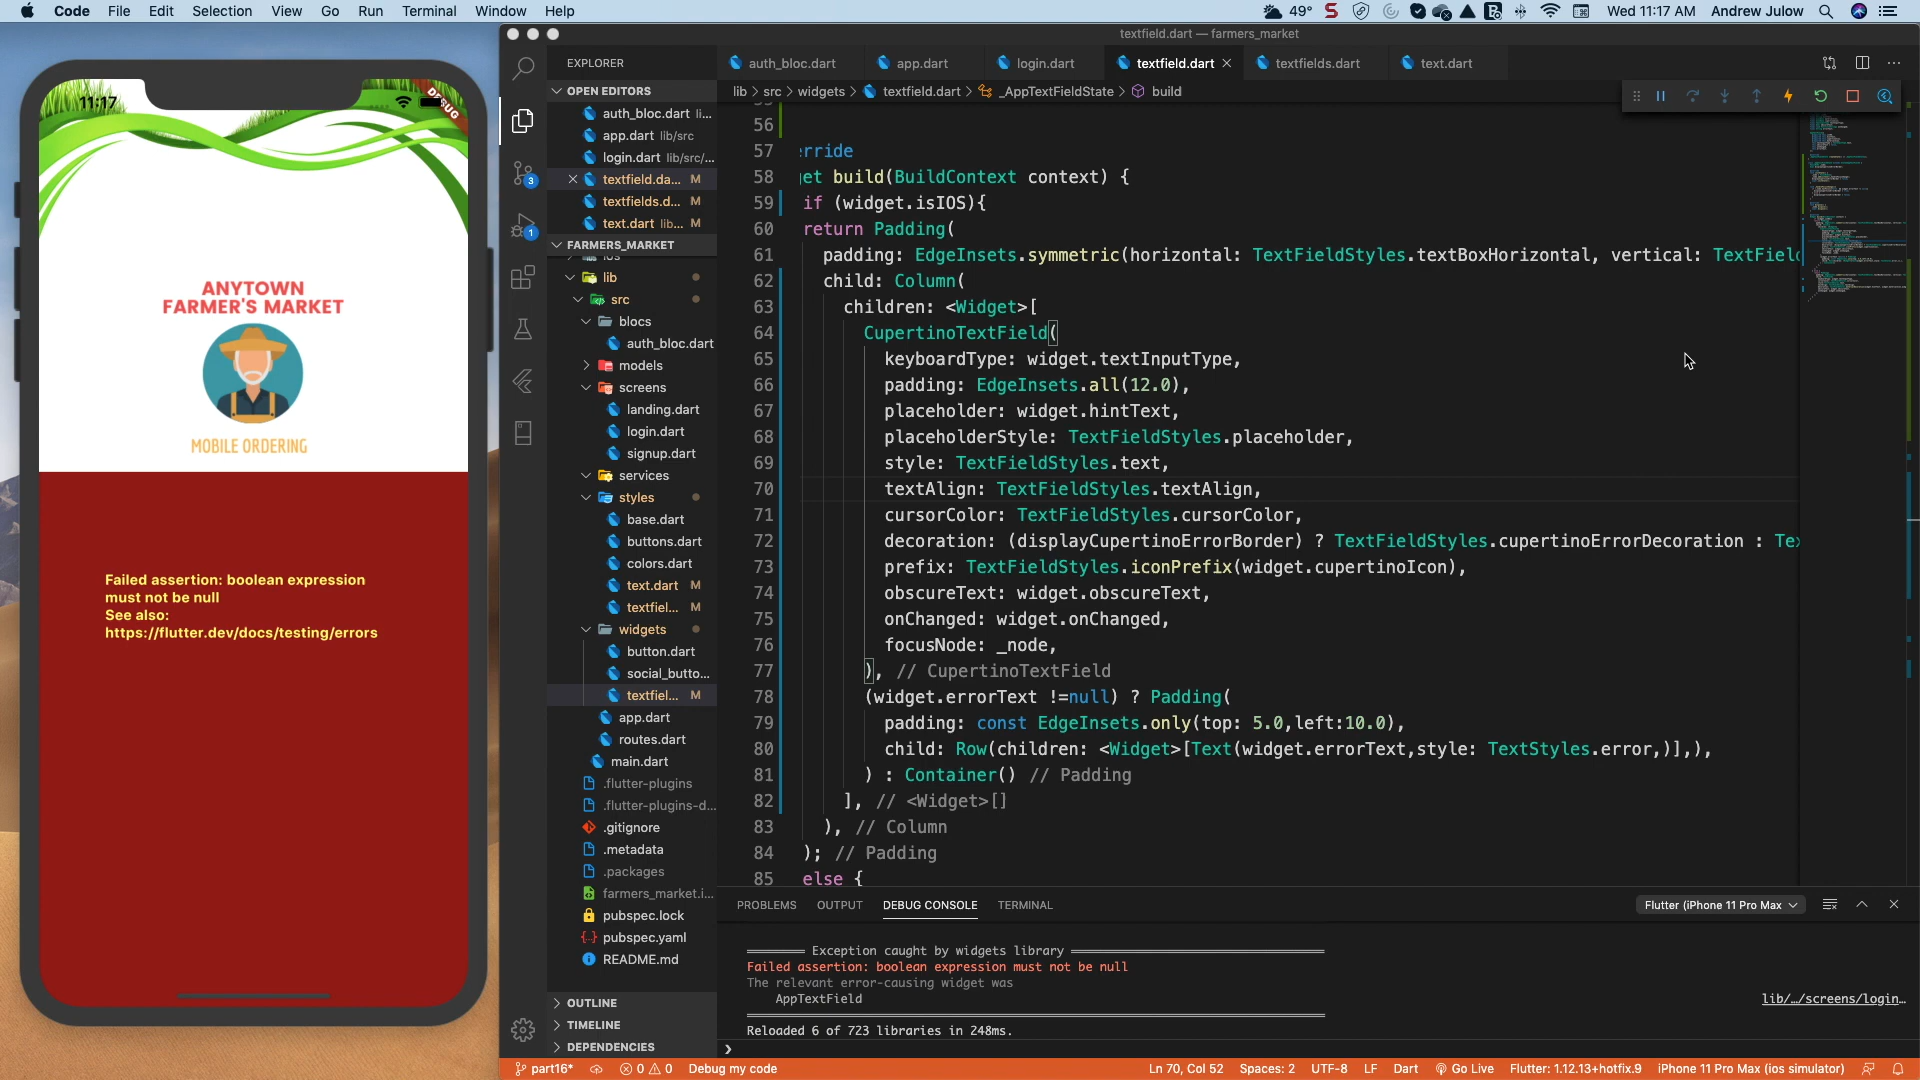 Code File Edit Selection View Go Run Terminal Window Help
49° Wed 11:17 AM Andrew Julow
textfield.dart — farmers_market
11:17
DEBUG
ANYTOWN
FARMER'S MARKET
MOBILE ORDERING
Failed assertion: boolean expression
must not be null
See also:
https://flutter.dev/docs/testing/errors
3
1
EXPLORER
OPEN EDITORS
auth_bloc.dart li...
app.dart lib/src
login.dart lib/src/...
textfield.da... M
textfields.d... M
text.dart lib... M
FARMERS_MARKET
ios
lib
src
blocs
auth_bloc.dart
models
screens
landing.dart
login.dart
signup.dart
services
styles
base.dart
buttons.dart
colors.dart
text.dart M
textfiel... M
widgets
button.dart
social_butto...
textfiel... M
app.dart
routes.dart
main.dart
.flutter-plugins
.flutter-plugins-d...
.gitignore
.metadata
.packages
farmers_market.i...
pubspec.lock
pubspec.yaml
README.md
OUTLINE
TIMELINE
DEPENDENCIES
auth_bloc.dart app.dart login.dart textfield.dart textfields.dart text.dart
lib > src > widgets > textfield.dart > _AppTextFieldState > build
55
56
57 rride
58 et build(BuildContext context) {
59 if (widget.isIOS){
60 return Padding(
61 padding: EdgeInsets.symmetric(horizontal: TextFieldStyles.textBoxHorizontal, vertical: TextField
62 child: Column(
63 children: <Widget>[
64 CupertinoTextField(
65 keyboardType: widget.textInputType,
66 padding: EdgeInsets.all(12.0),
67 placeholder: widget.hintText,
68 placeholderStyle: TextFieldStyles.placeholder,
69 style: TextFieldStyles.text,
70 textAlign: TextFieldStyles.textAlign,
71 cursorColor: TextFieldStyles.cursorColor,
72 decoration: (displayCupertinoErrorBorder) ? TextFieldStyles.cupertinoErrorDecoration : Tex
73 prefix: TextFieldStyles.iconPrefix(widget.cupertinoIcon),
74 obscureText: widget.obscureText,
75 onChanged: widget.onChanged,
76 focusNode: _node,
77 ), // CupertinoTextField
78 (widget.errorText !=null) ? Padding(
79 padding: const EdgeInsets.only(top: 5.0,left:10.0),
80 child: Row(children: <Widget>[Text(widget.errorText,style: TextStyles.error,)],),
81 ) : Container() // Padding
82 ], // <Widget>[]
83 ), // Column
84 ); // Padding
85 else {
PROBLEMS OUTPUT DEBUG CONSOLE TERMINAL
Flutter (iPhone 11 Pro Max
════════ Exception caught by widgets library ═══════════════════════════════════
Failed assertion: boolean expression must not be null
The relevant error-causing widget was
AppTextField
lib/…/screens/login…
Reloaded 6 of 723 libraries in 248ms.
part16* 0 0 Debug my code
Ln 70, Col 52 Spaces: 2 UTF-8 LF Dart Go Live Flutter: 1.12.13+hotfix.9 iPhone 11 Pro Max (ios simulator)